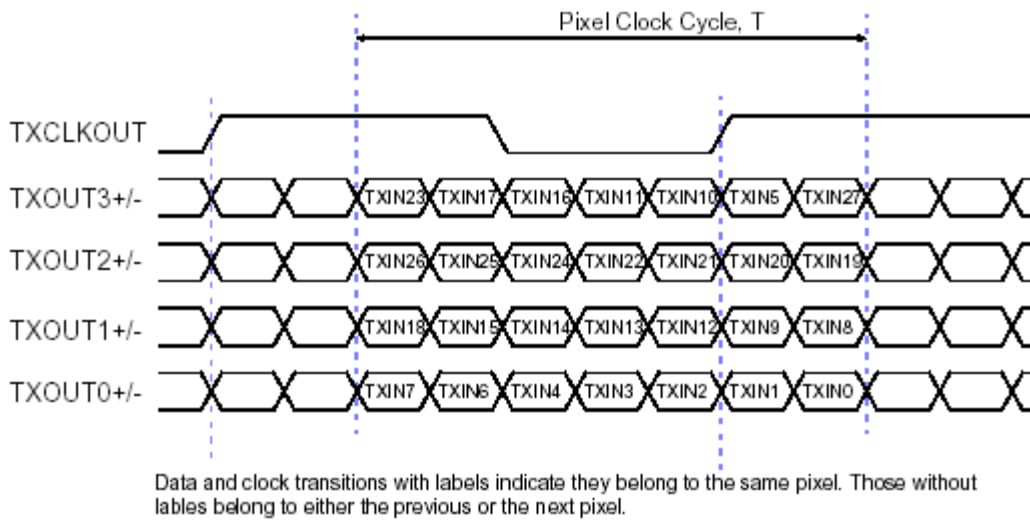 Pixel Clock Cycle, T
TXCLKOUT
TXOUT3+/- TXIN23 TXIN17 TXIN16 TXIN11 TXIN10 TXIN5 TXIN27
TXOUT2+/- TXIN26 TXIN25 TXIN24 TXIN22 TXIN21 TXIN20 TXIN19
TXOUT1+/- TXIN18 TXIN15 TXIN14 TXIN13 TXIN12 TXIN9 TXIN8
TXOUT0+/- TXIN7 TXIN6 TXIN4 TXIN3 TXIN2 TXIN1 TXIN0
Data and clock transitions with labels indicate they belong to the same pixel. Those without
lables belong to either the previous or the next pixel.